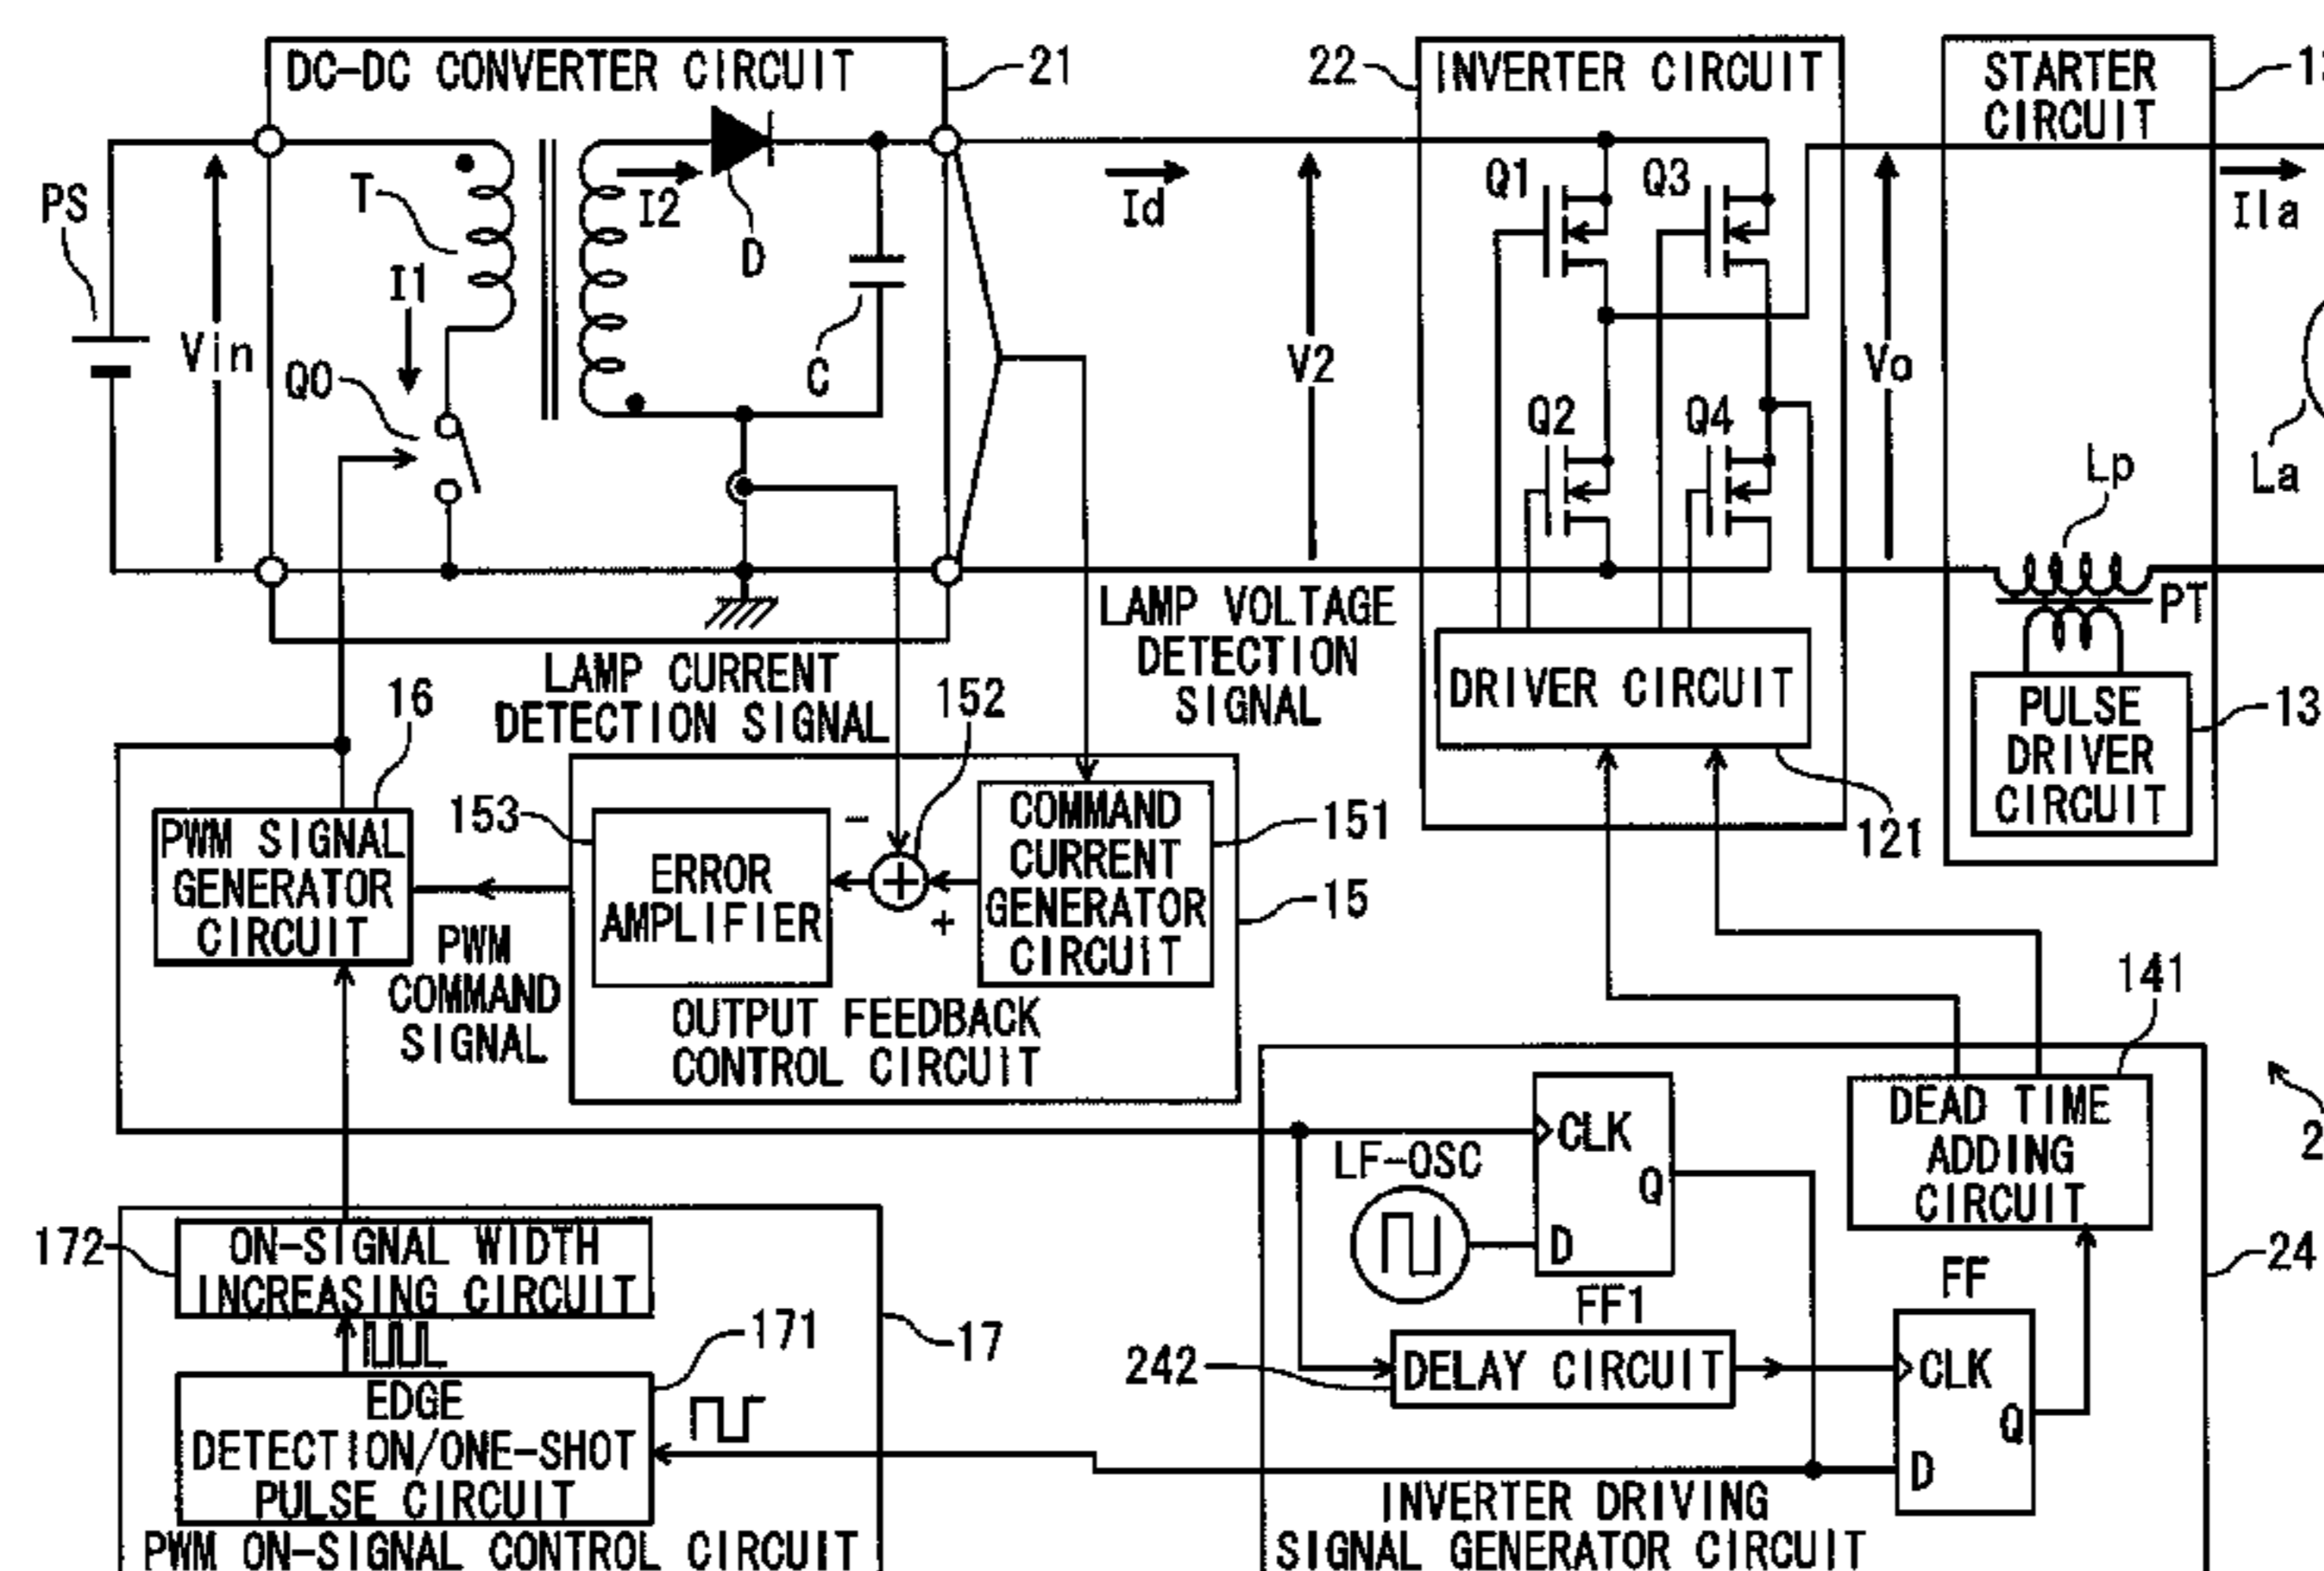 DC-DC CONVERTER CIRCUIT
21
22
INVERTER CIRCUIT
STARTER
CIRCUIT
PS
T
I2
D
Id
Q1
Q3
Ila
I1
Vin
Q0
C
V2
Vo
Q2
Q4
Lp
La
LAMP VOLTAGE
DETECTION
SIGNAL
PT
LAMP CURRENT
DETECTION SIGNAL
16
152
DRIVER CIRCUIT
PULSE
DRIVER
CIRCUIT
13
153
-
COMMAND
CURRENT
GENERATOR
CIRCUIT
151
121
PWM SIGNAL
GENERATOR
CIRCUIT
ERROR
AMPLIFIER
+
+
15
PWM
COMMAND
SIGNAL
OUTPUT FEEDBACK
CONTROL CIRCUIT
141
DEAD TIME
ADDING
CIRCUIT
CLK
LF-OSC
Q
D
FF1
2
172
ON-SIGNAL WIDTH
INCREASING CIRCUIT
FF
24
171
17
242
DELAY CIRCUIT
CLK
Q
D
EDGE
DETECTION/ONE-SHOT
PULSE CIRCUIT
PWM ON-SIGNAL CONTROL CIRCUIT
INVERTER DRIVING
SIGNAL GENERATOR CIRCUIT